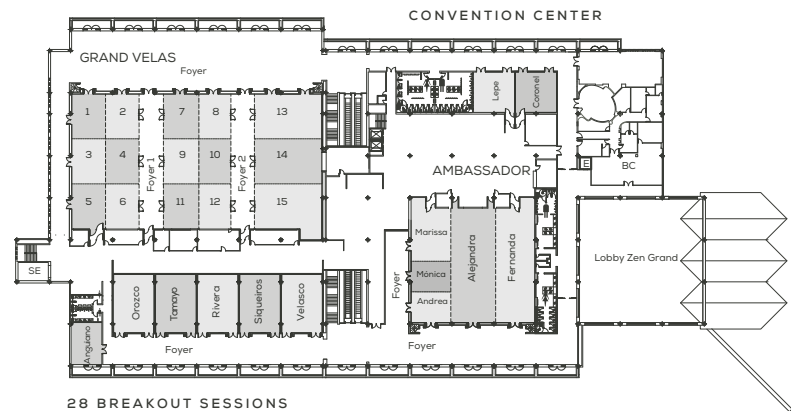 CONVENTION CENTER
GRAND VELAS
Foyer
1
2
7
8
13
3
4
9
10
14
5
6
11
12
15
Foyer 1
Foyer 2
Lepe
Coronel
E
BC
AMBASSADOR
Marissa
Mónica
Andrea
Alejandra
Fernanda
Foyer
Lobby Zen Grand
SE
Orozco
Tamayo
Rivera
Siqueiros
Velasco
Anguiano
Foyer
Foyer
28 BREAKOUT SESSIONS